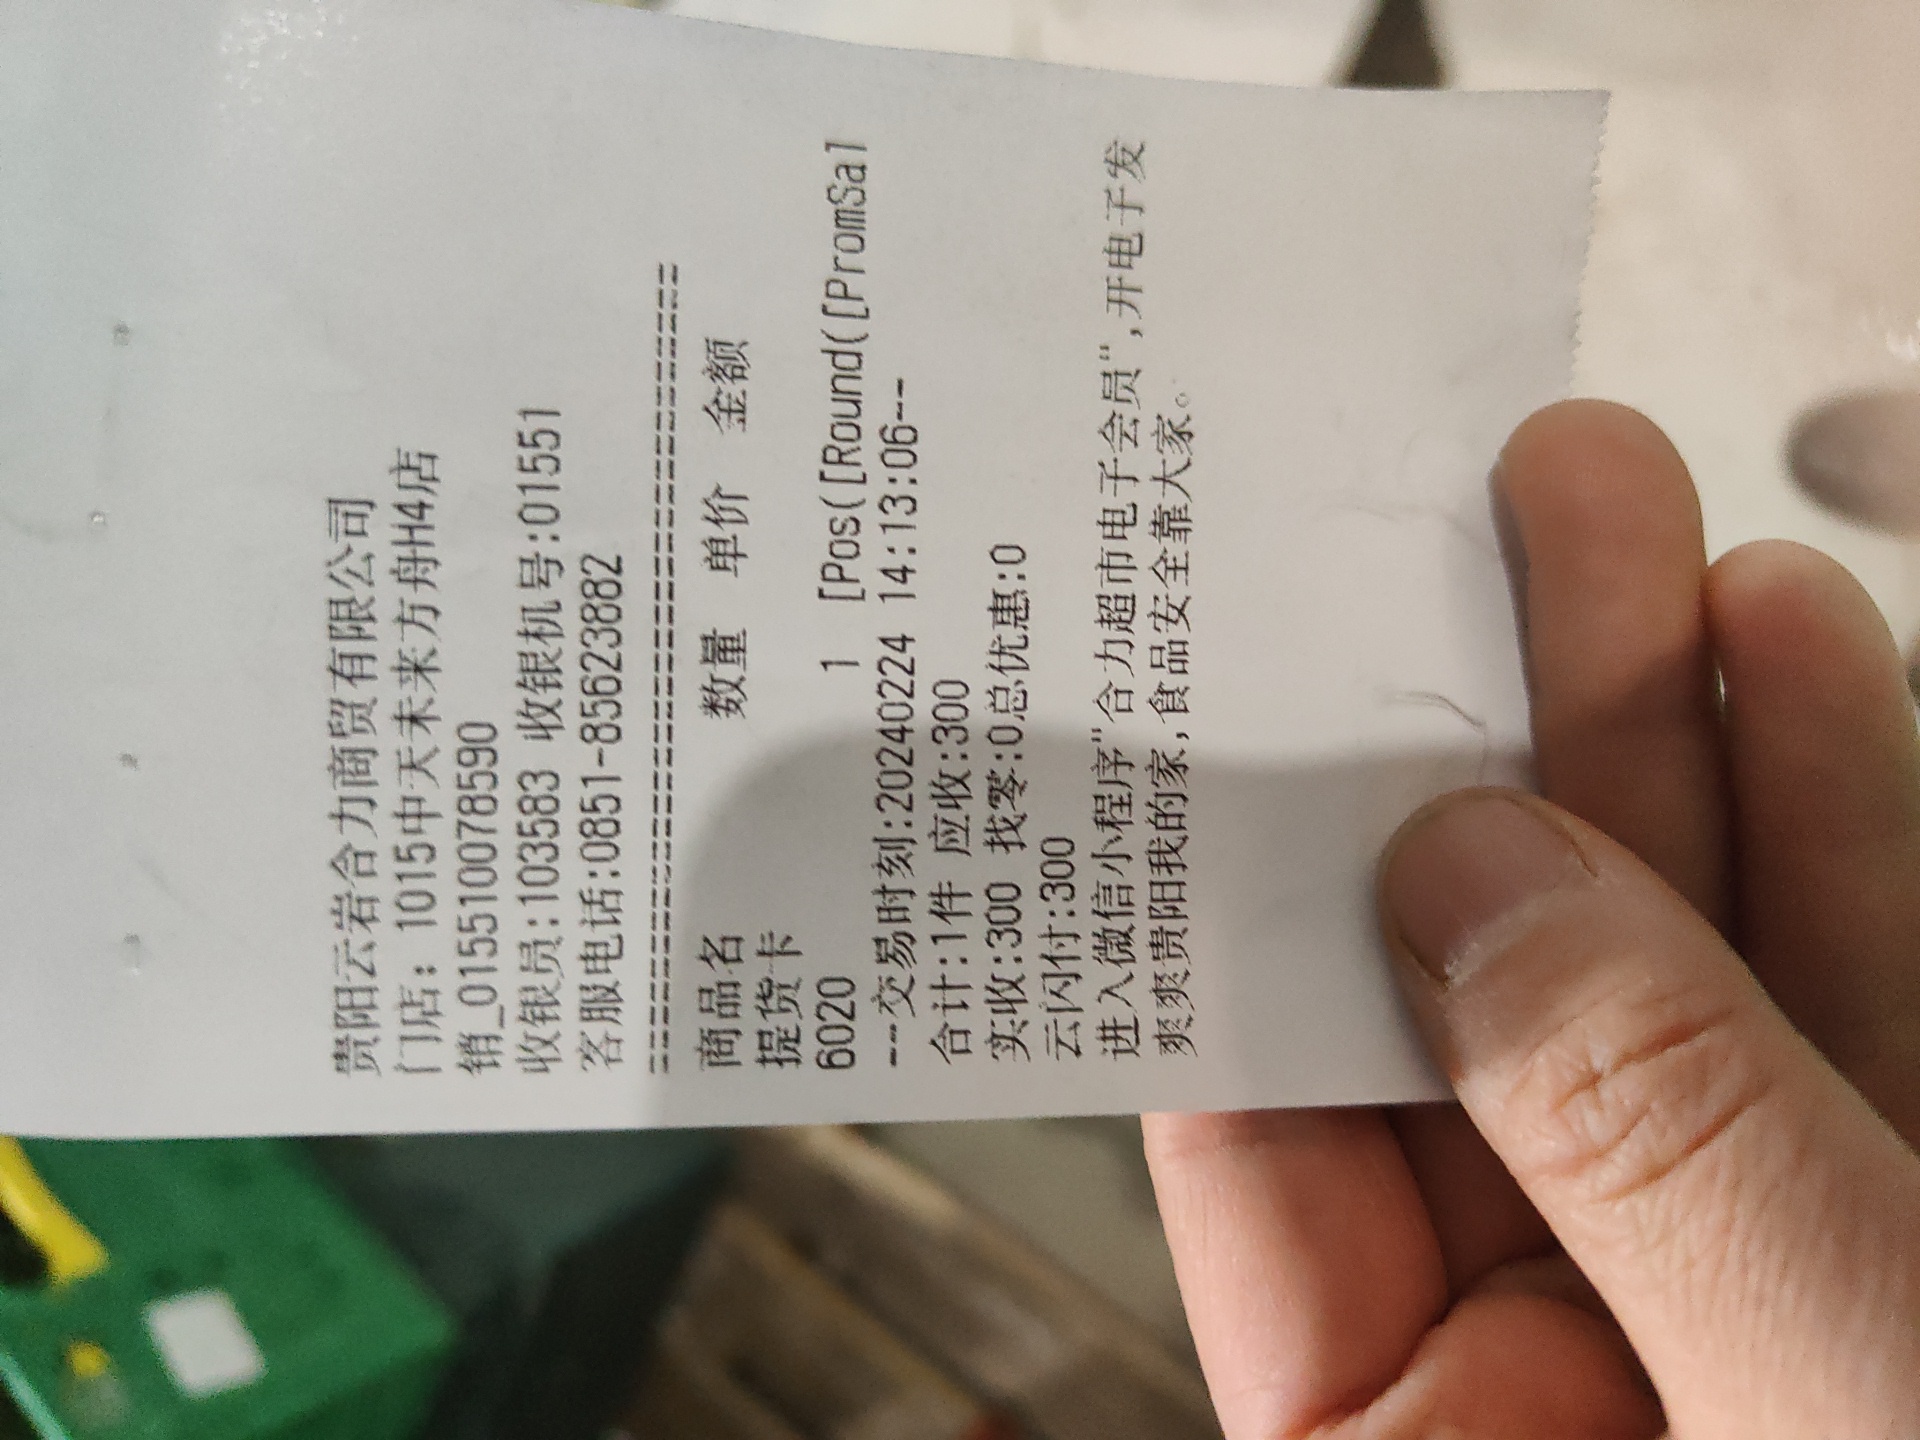 贵阳云岩合力商贸有限公司
门店：1015中天未来方舟H4店
销_015510078590
收银员:103583 收银机号:01551
客服电话:0851-85623882
========================================
商品名 数量 单价 金额
提货卡
6020 1 [Pos([Round([PromSal
---交易时刻:20240224 14:13:06---
合计:1件 应收:300
实收:300 找零:0总优惠:0
云闪付:300
进入微信小程序"合力超市电子会员",开电子发
爽爽贵阳我的家,食品安全靠大家。